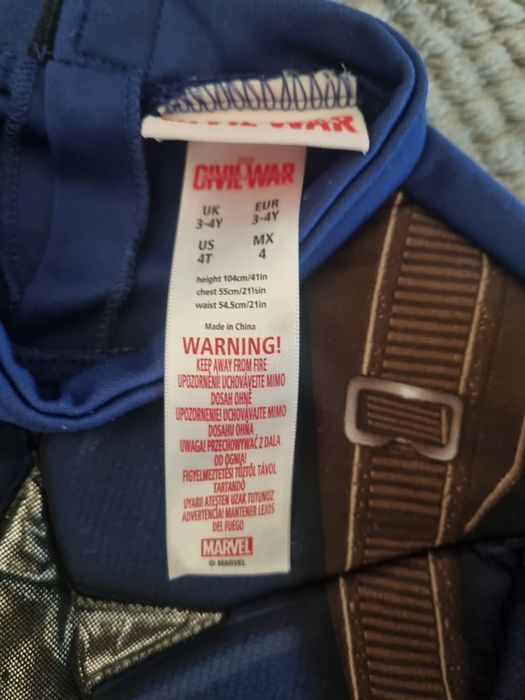 CIVIL WAR
CIVIL WAR
UK EUR
3-4Y 3-4Y
US MX
4T 4
height 104cm/41in
chest 55cm/21½in
waist 54.5cm/21in
Made in China
WARNING!
KEEP AWAY FROM FIRE
UPOZORNENI! UCHOVÁVEJTE MIMO
DOSAH OHNĚ
UPOZORNENIE! UCHOVÁVAJTE MIMO
DOSAHU OHŇA
UWAGA! PRZECHOWYWAĆ Z DALA
OD OGNIA!
FIGYELMEZTETÉS! TŰZTŐL TÁVOL
TARTANDÓ
UYARI! ATEŞTEN UZAK TUTUNUZ
ADVERTENCIA! MANTENER LEJOS
DEL FUEGO
MARVEL
© MARVEL